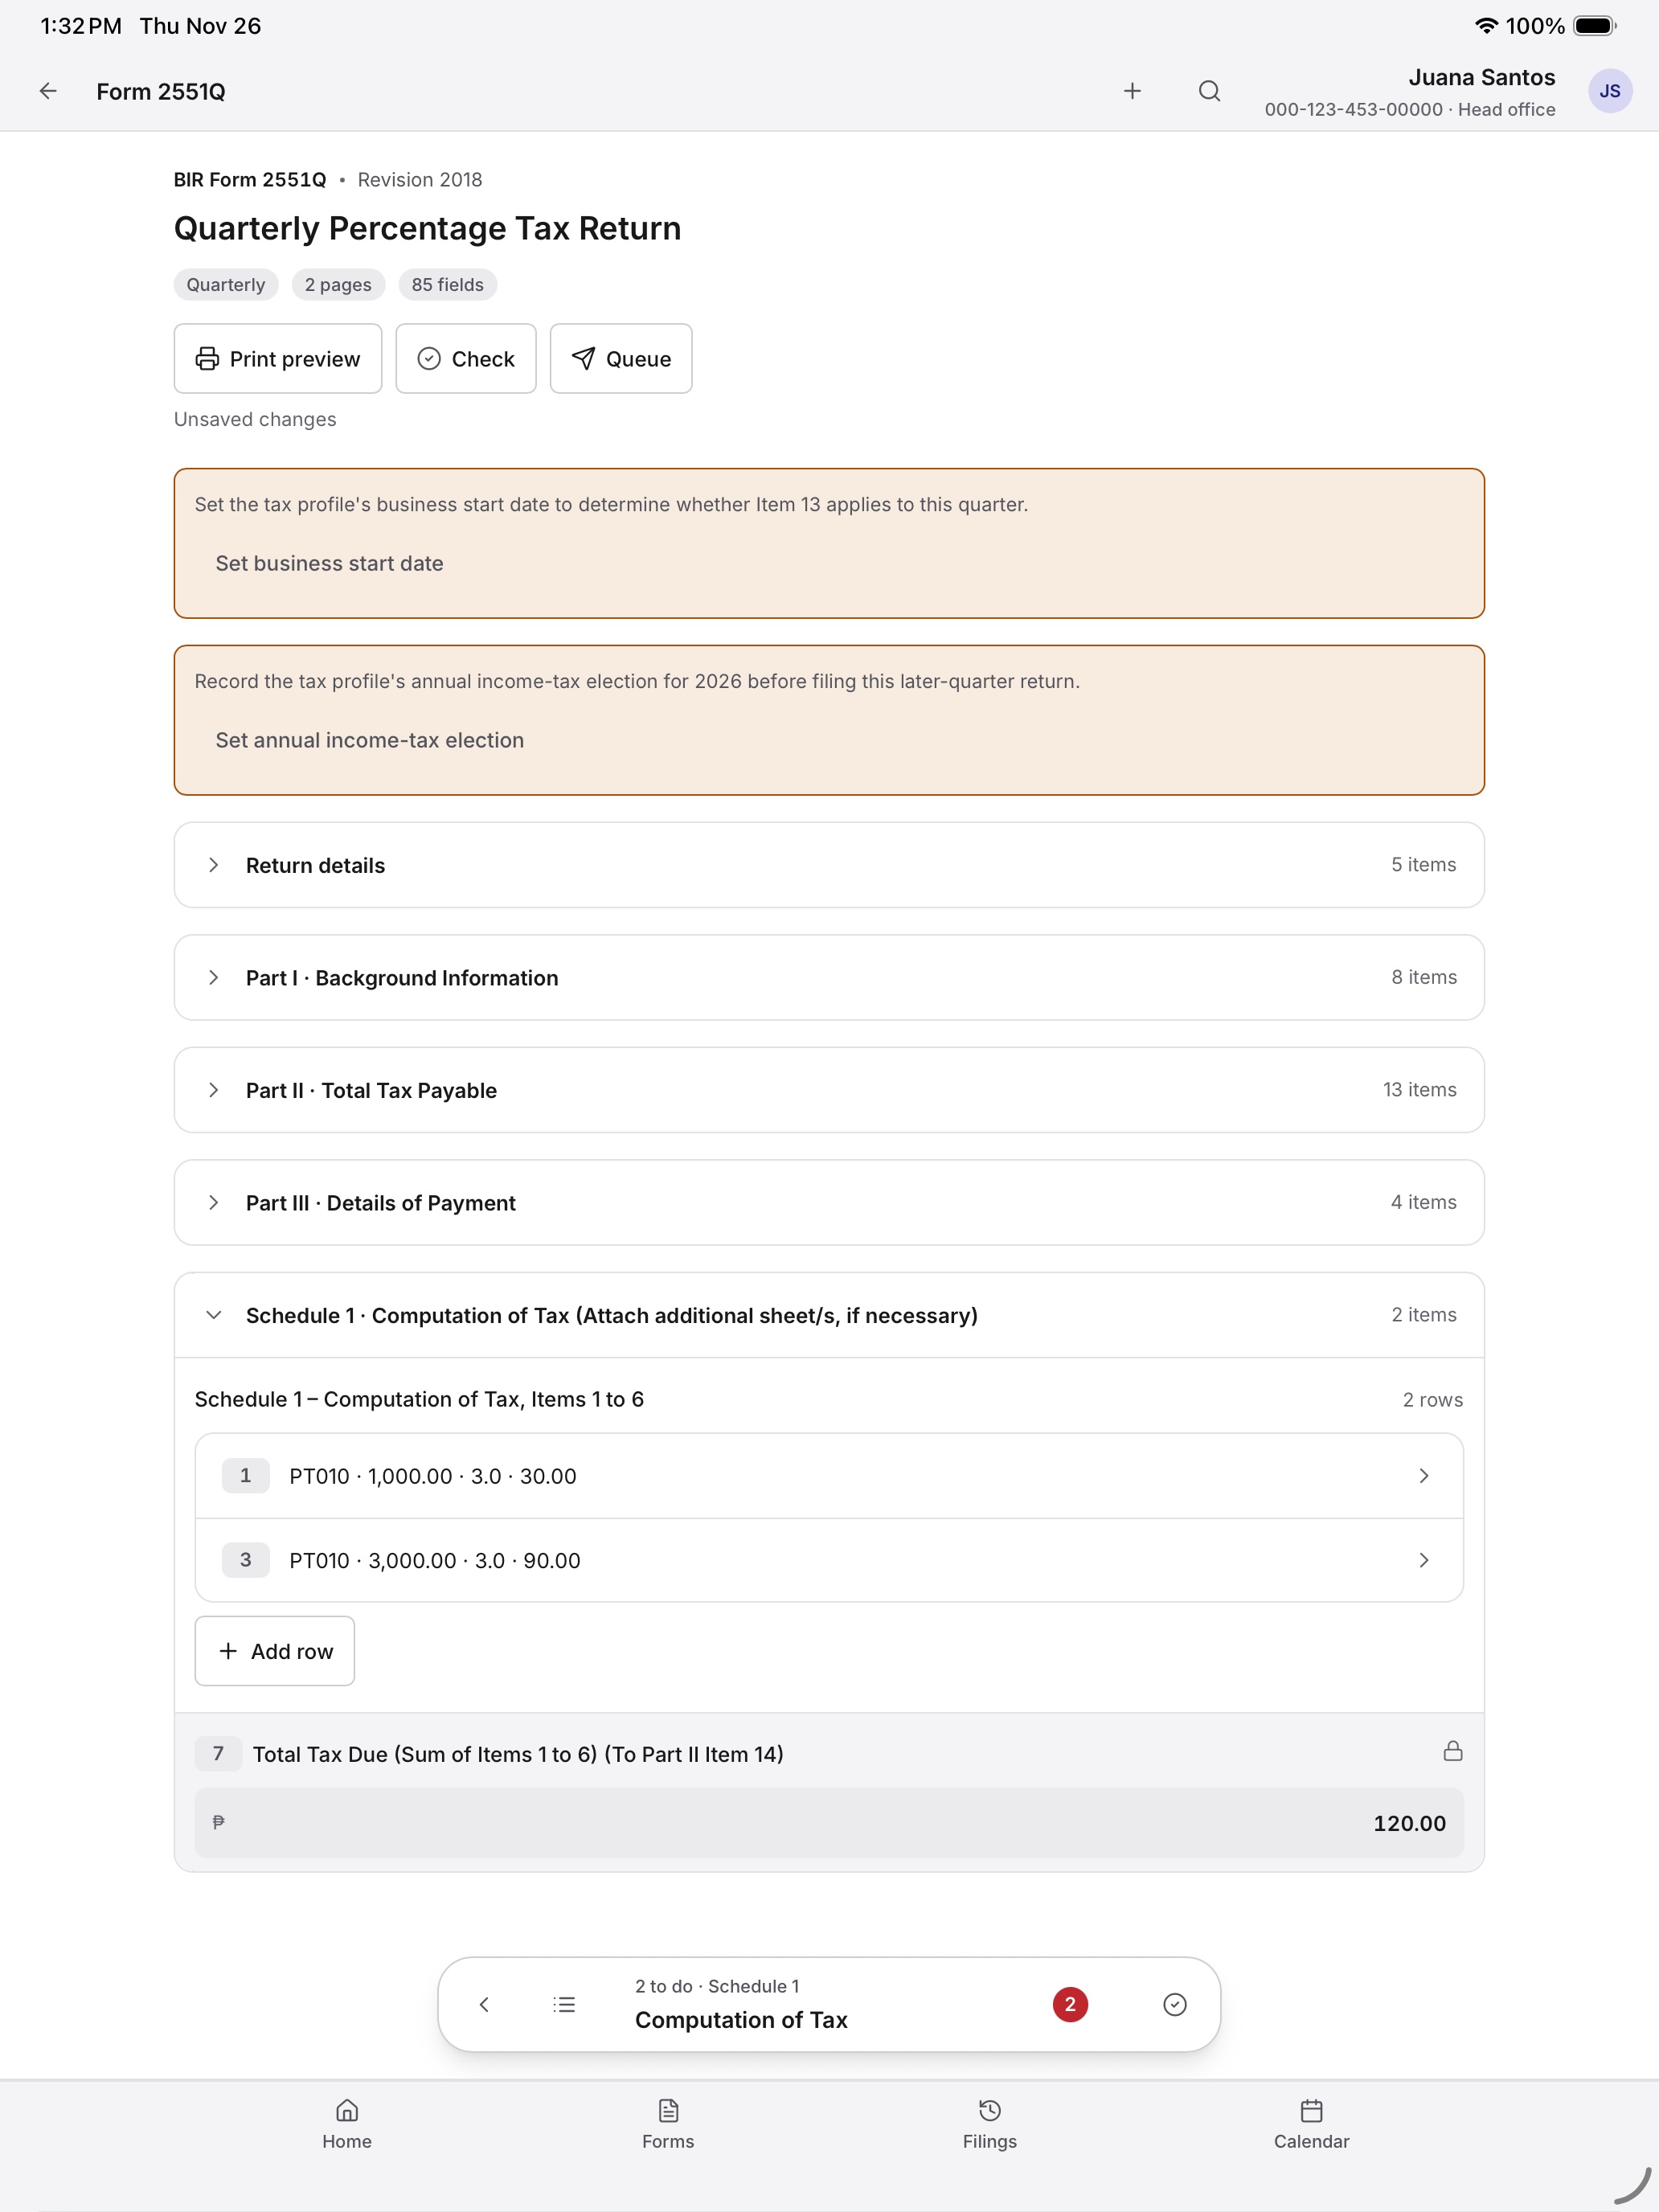 1:32 PM Thu Nov 26
100%
Form 2551Q
Juana Santos
000-123-453-00000 · Head office
JS
BIR Form 2551Q • Revision 2018
Quarterly Percentage Tax Return
Quarterly
2 pages
85 fields
Print preview
Check
Queue
Unsaved changes
Set the tax profile's business start date to determine whether Item 13 applies to this quarter.
Set business start date
Record the tax profile's annual income-tax election for 2026 before filing this later-quarter return.
Set annual income-tax election
Return details
5 items
Part I · Background Information
8 items
Part II · Total Tax Payable
13 items
Part III · Details of Payment
4 items
Schedule 1 · Computation of Tax (Attach additional sheet/s, if necessary)
2 items
Schedule 1 – Computation of Tax, Items 1 to 6
2 rows
1 PT010 · 1,000.00 · 3.0 · 30.00
3 PT010 · 3,000.00 · 3.0 · 90.00
+ Add row
7 Total Tax Due (Sum of Items 1 to 6) (To Part II Item 14)
₱ 120.00
2 to do · Schedule 1
Computation of Tax
2
Home
Forms
Filings
Calendar